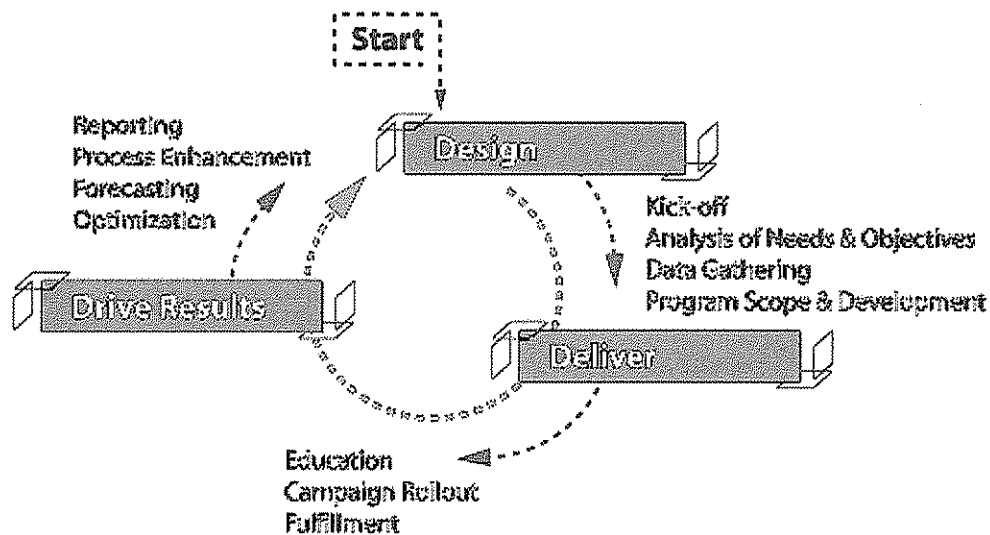 Start
Design
Kick-off
Analysis of Needs & Objectives
Data Gathering
Program Scope & Development
Deliver
Education
Campaign Rollout
Fulfillment
Drive Results
Reporting
Process Enhancement
Forecasting
Optimization